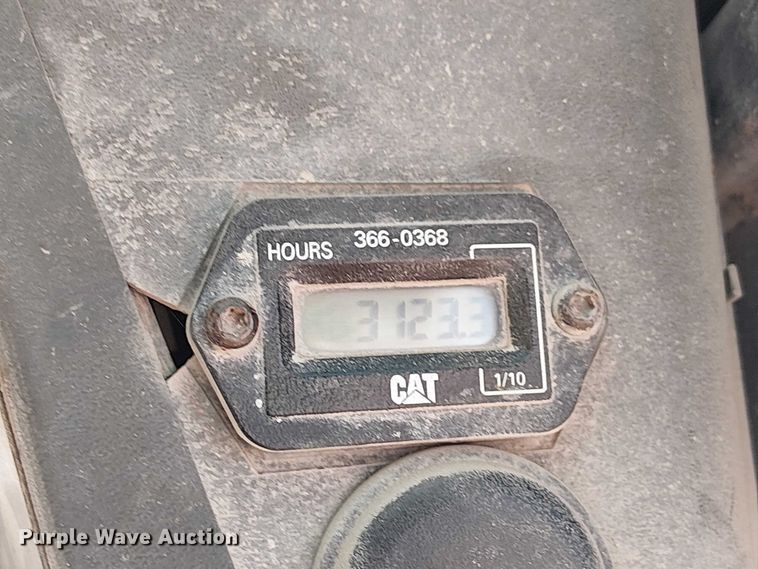 HOURS 366-0368
3123.3
CAT
1/10
Purple Wave Auction